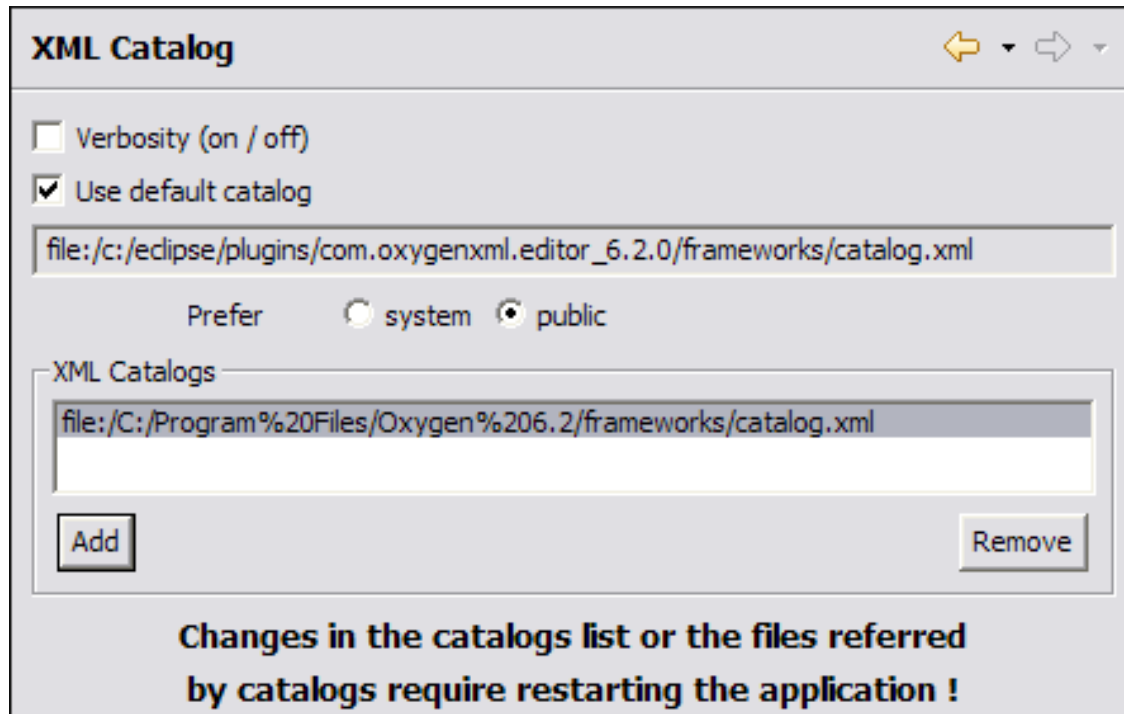 XML Catalog
Verbosity (on / off)
Use default catalog
file:/c:/eclipse/plugins/com.oxygenxml.editor_6.2.0/frameworks/catalog.xml
Prefer system public
XML Catalogs
file:/C:/Program%20Files/Oxygen%206.2/frameworks/catalog.xml
Add Remove
Changes in the catalogs list or the files referred
by catalogs require restarting the application !